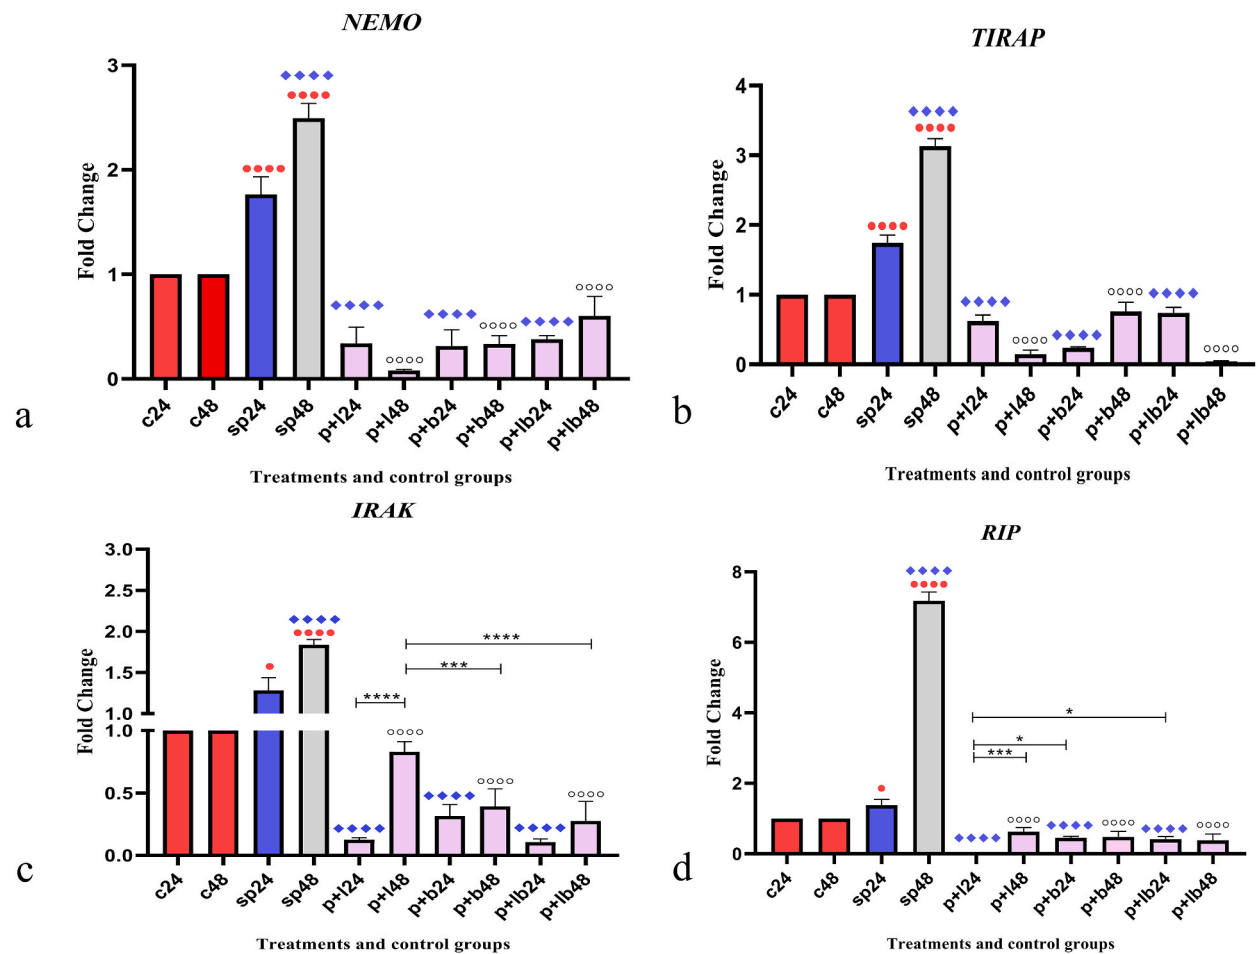 NEMO
Fold Change
3
2
1
0
c24
c48
sp24
sp48
p+l24
p+l48
p+b24
p+b48
p+lb24
p+lb48
Treatments and control groups
a
TIRAP
Fold Change
4
3
2
1
0
c24
c48
sp24
sp48
p+l24
p+l48
p+b24
p+b48
p+lb24
p+lb48
Treatments and control groups
b
IRAK
Fold Change
3.0
2.5
2.0
1.5
1.0
1.0
0.5
0.0
****
***
****
c24
c48
sp24
sp48
p+l24
p+l48
p+b24
p+b48
p+lb24
p+lb48
Treatments and control groups
c
RIP
Fold Change
8
6
4
2
0
*
*
***
c24
c48
sp24
sp48
p+l24
p+l48
p+b24
p+b48
p+lb24
p+lb48
Treatments and control groups
d